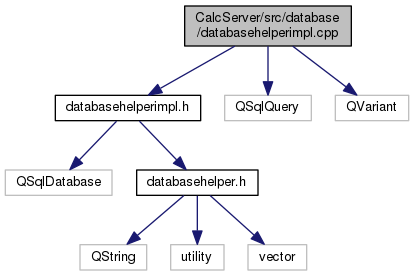 CalcServer/src/database
/databasehelperimpl.cpp
databasehelperimpl.h
QSqlQuery
QVariant
QSqlDatabase
databasehelper.h
QString
utility
vector